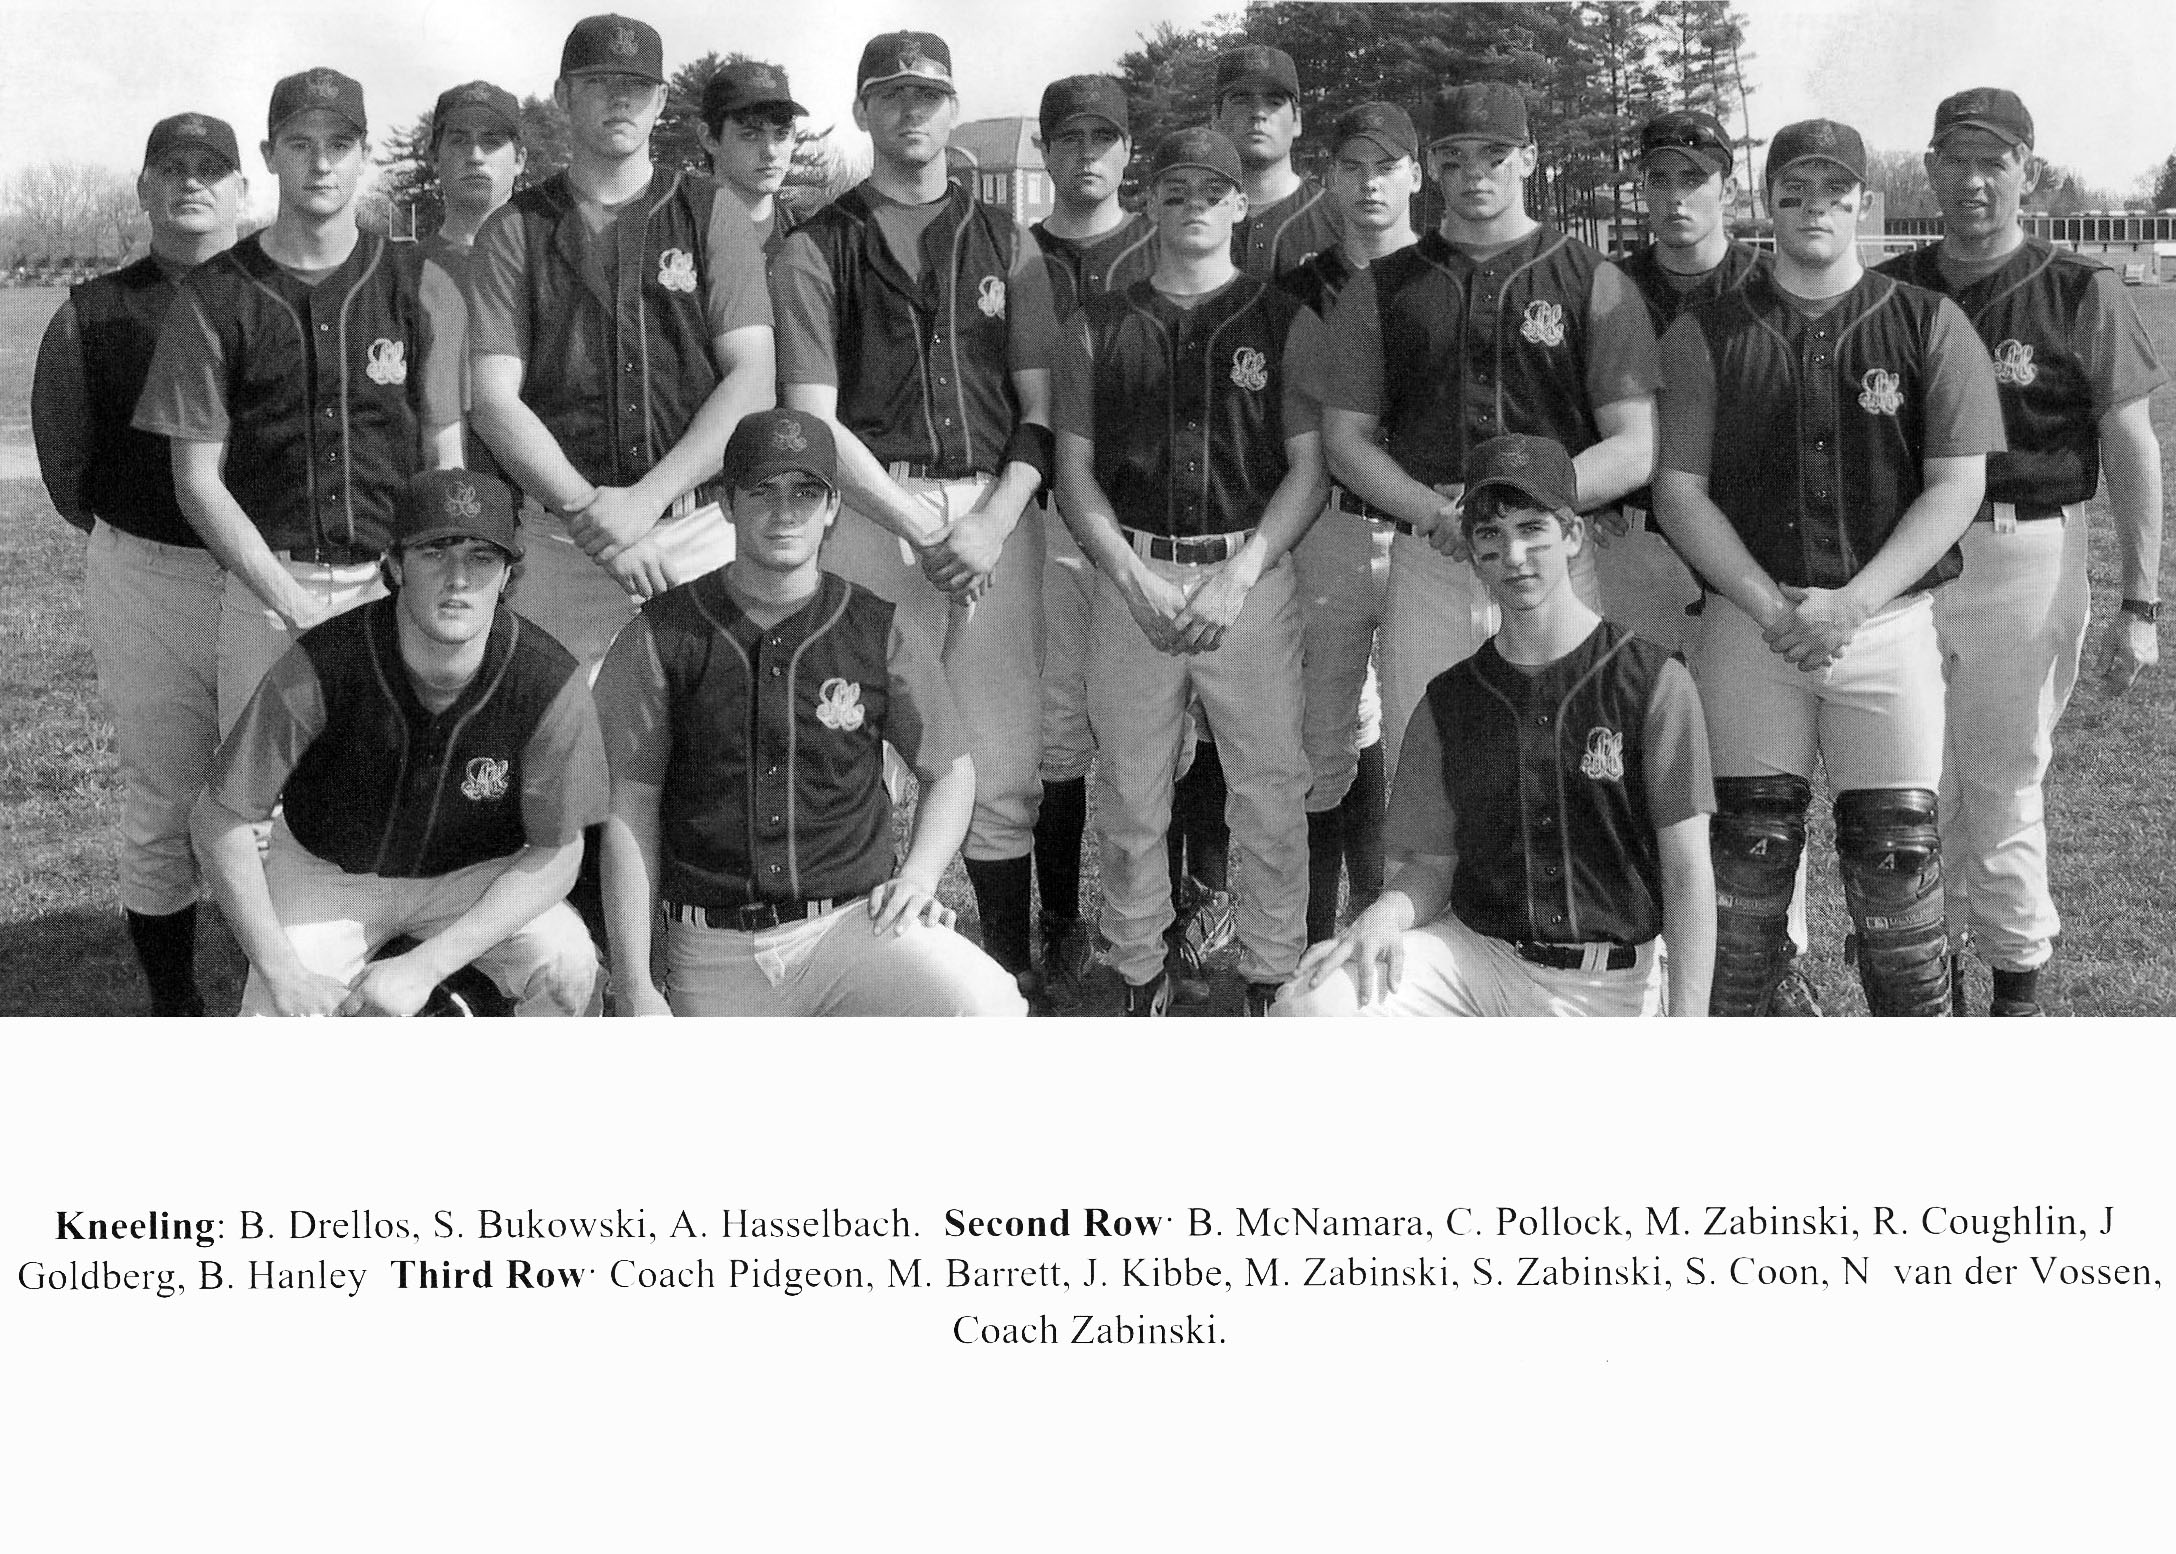 Kneeling: B. Drellos, S. Bukowski, A. Hasselbach. Second Row· B. McNamara, C. Pollock, M. Zabinski, R. Coughlin, J
Goldberg, B. Hanley Third Row· Coach Pidgeon, M. Barrett, J. Kibbe, M. Zabinski, S. Zabinski, S. Coon, N van der Vossen,
Coach Zabinski.